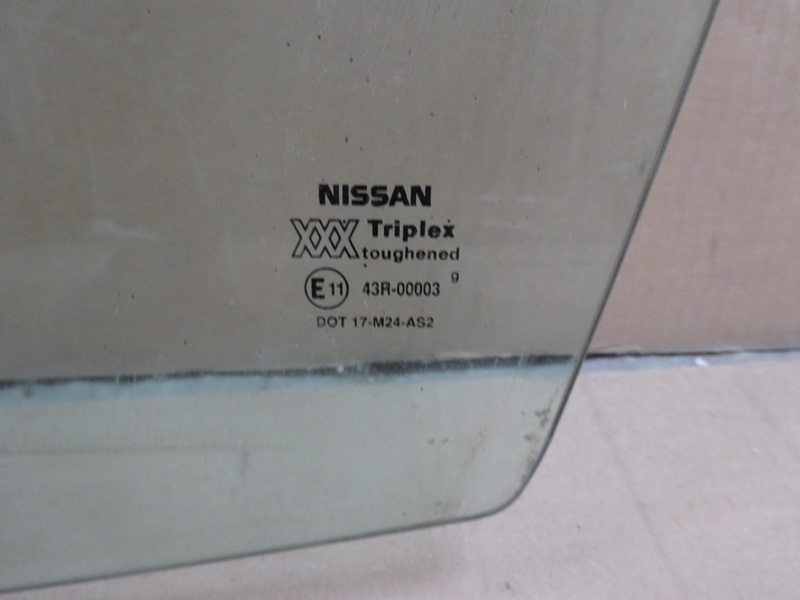 NISSAN
XXX Triplex
toughened
E11 43R-00003 g
DOT 17-M24-AS2